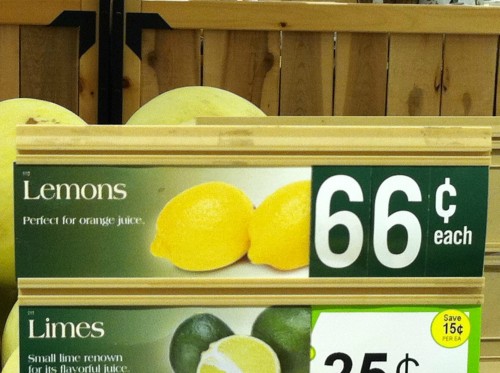 Lemons
Perfect for orange juice.
66¢
each
Limes
Small lime renown
for its flavorful juice.
Save
15¢
PER EA
25¢